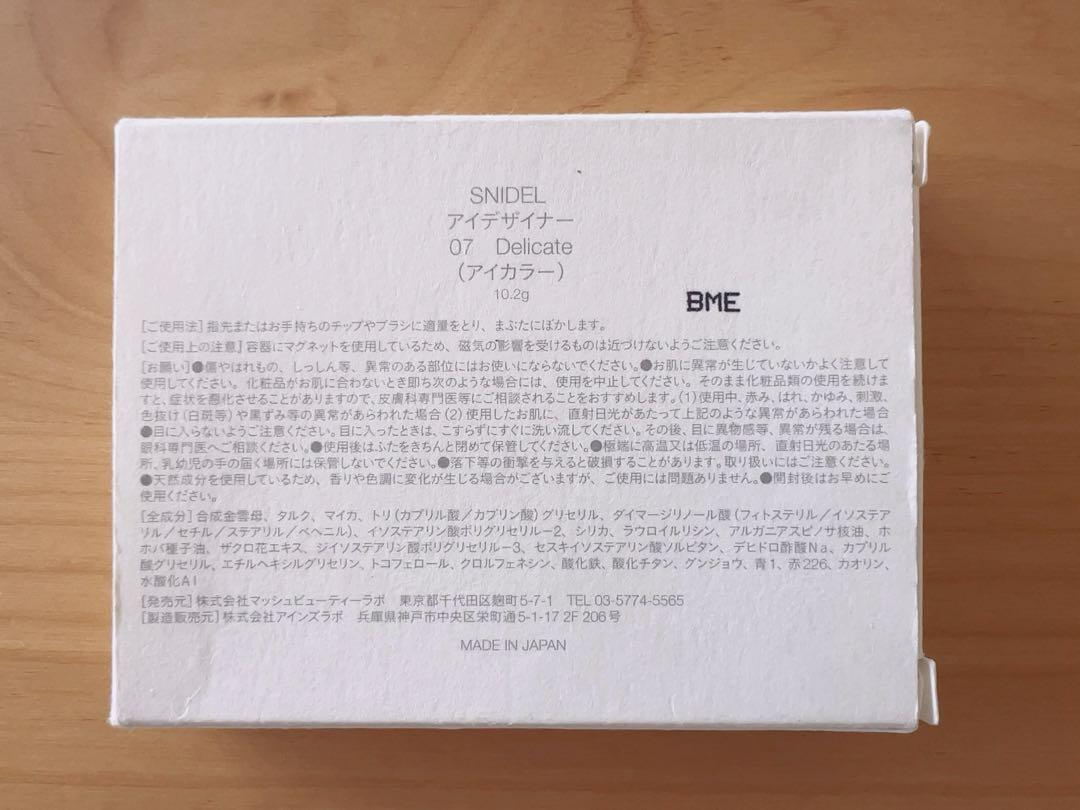 SNIDEL
アイデザイナー
07 Delicate
（アイカラー）
10.2g
BME
［ご使用法］指先またはお手持ちのチップやブラシに適量をとり、まぶたにぼかします。
［ご使用上の注意］容器にマグネットを使用しているため、磁気の影響を受けるものは近づけないようご注意ください。
［お願い］●傷やはれもの、しっしん等、異常のある部位にはお使いにならないでください。●お肌に異常が生じていないかよく注意して
使用してください。化粧品がお肌に合わないとき即ち次のような場合には、使用を中止してください。そのまま化粧品類の使用を続けま
すと、症状を悪化させることがありますので、皮膚科専門医等にご相談されることをおすすめします。(1)使用中、赤み、はれ、かゆみ、刺激、
色抜け（白斑等）や黒ずみ等の異常があらわれた場合(2)使用したお肌に、直射日光があたって上記のような異常があらわれた場合
●目に入らないようご注意ください。目に入ったときは、こすらずにすぐに洗い流してください。その後、目に異物感等、異常が残る場合は、
眼科専門医へご相談ください。●使用後はふたをきちんと閉めて保管してください。●極端に高温又は低温の場所、直射日光のあたる場
所、乳幼児の手の届く場所には保管しないでください。●落下等の衝撃を与えると破損することがあります。取り扱いにはご注意ください。
●天然成分を使用しているため、香りや色調に変化が生じる場合がございますが、ご使用には問題ありません。●開封後はお早めにご
使用ください。
［全成分］合成金雲母、タルク、マイカ、トリ（カプリル酸／カプリン酸）グリセリル、ダイマージリノール酸（フィトステリル／イソステア
リル／セチル／ステアリル／ベヘニル）、イソステアリン酸ポリグリセリル－2、シリカ、ラウロイルリシン、アルガニアスピノサ核油、ホ
ホバ種子油、ザクロ花エキス、ジイソステアリン酸ポリグリセリル－3、セスキイソステアリン酸ソルビタン、デヒドロ酢酸Na、カプリル
酸グリセリル、エチルヘキシルグリセリン、トコフェロール、クロルフェネシン、酸化鉄、酸化チタン、グンジョウ、青1、赤226、カオリン、
水酸化Al
［発売元］株式会社マッシュビューティーラボ 東京都千代田区麹町5-7-1 TEL 03-5774-5565
［製造販売元］株式会社アインズラボ 兵庫県神戸市中央区栄町通5-1-17 2F 206号
MADE IN JAPAN